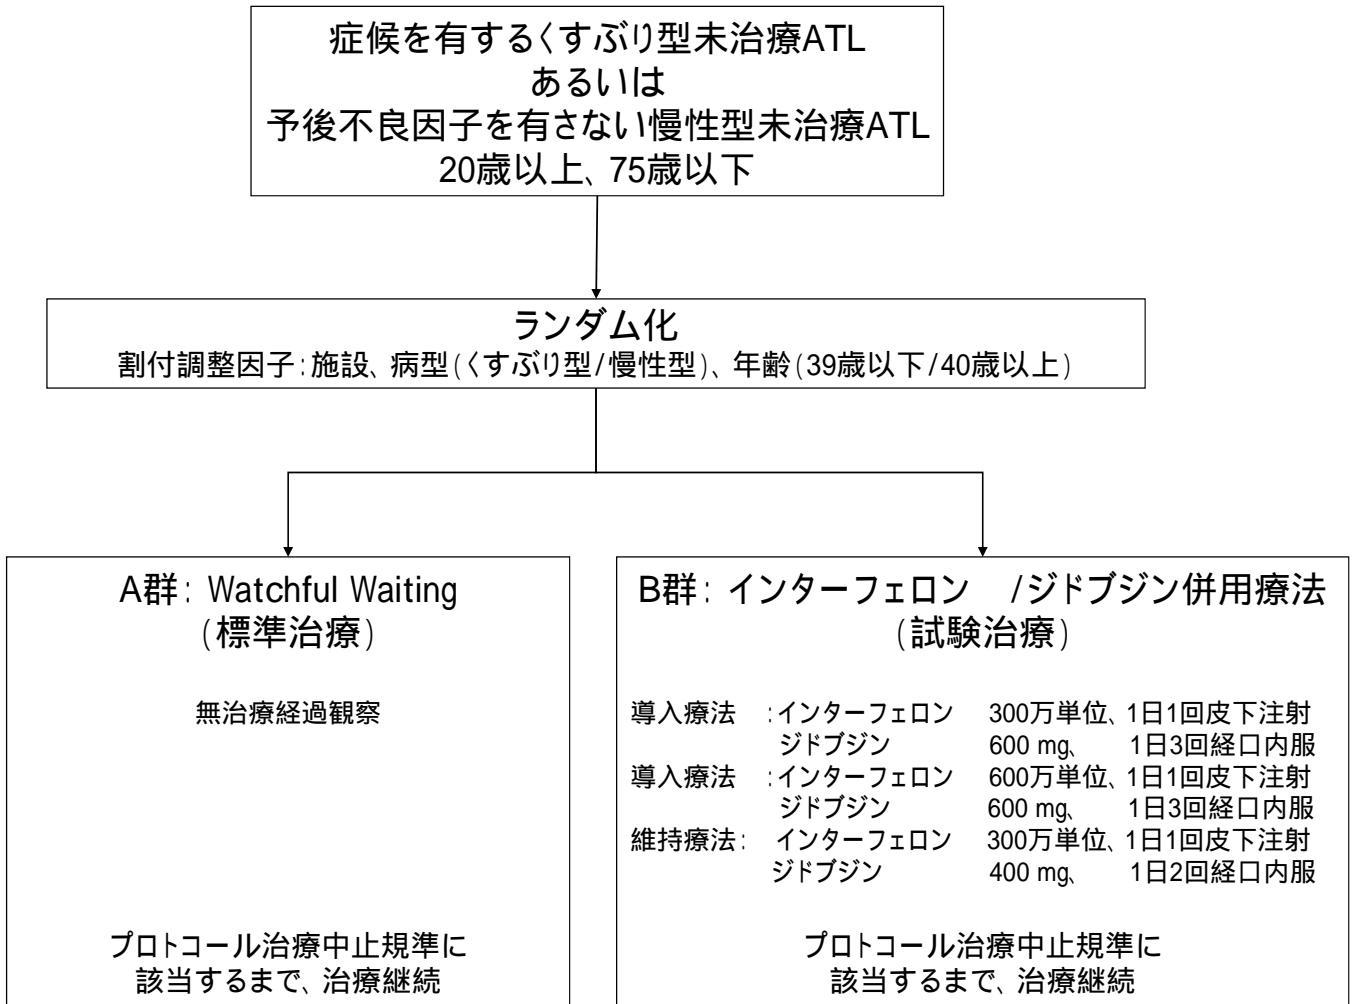 症候を有するくすぶり型未治療ATL
あるいは
予後不良因子を有さない慢性型未治療ATL
20歳以上、75歳以下
ランダム化
割付調整因子：施設、病型（くすぶり型/慢性型）、年齢（39歳以下/40歳以上）
A群： Watchful Waiting
（標準治療）
無治療経過観察
プロトコール治療中止規準に
該当するまで、治療継続
B群： インターフェロン　/ジドブジン併用療法
（試験治療）
導入療法　：インターフェロン　300万単位、1日1回皮下注射
ジドブジン　600 mg、　1日3回経口内服
導入療法　：インターフェロン　600万単位、1日1回皮下注射
ジドブジン　600 mg、　1日3回経口内服
維持療法：　インターフェロン　300万単位、1日1回皮下注射
ジドブジン　400 mg、　1日2回経口内服
プロトコール治療中止規準に
該当するまで、治療継続